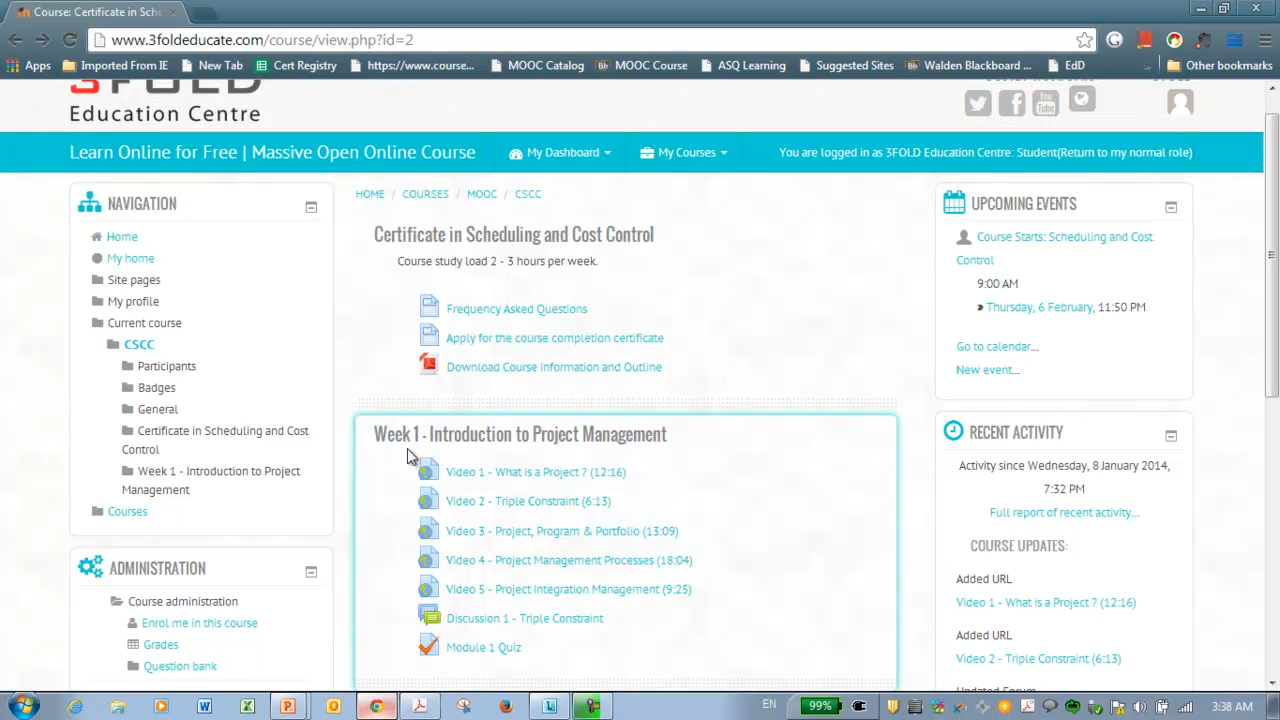 Course: Certificate in Sche
www.3foldeducate.com/course/view.php?id=2
Apps Imported From IE New Tab Cert Registry https://www.course... MOOC Catalog MOOC Course ASQ Learning Suggested Sites Walden Blackboard ... EdD Other bookmarks
3FOLD
Education Centre
Learn Online for Free | Massive Open Online Course My Dashboard My Courses You are logged in as 3FOLD Education Centre: Student(Return to my normal role)
NAVIGATION
Home
My home
Site pages
My profile
Current course
CSCC
Participants
Badges
General
Certificate in Scheduling and Cost
Control
Week 1 - Introduction to Project
Management
Courses
ADMINISTRATION
Course administration
Enrol me in this course
Grades
Question bank
HOME / COURSES / MOOC / CSCC
Certificate in Scheduling and Cost Control
Course study load 2 - 3 hours per week.
Frequency Asked Questions
Apply for the course completion certificate
Download Course Information and Outline
Week 1 - Introduction to Project Management
Video 1 - What is a Project ? (12:16)
Video 2 - Triple Constraint (6:13)
Video 3 - Project, Program & Portfolio (13:09)
Video 4 - Project Management Processes (18:04)
Video 5 - Project Integration Management (9:25)
Discussion 1 - Triple Constraint
Module 1 Quiz
UPCOMING EVENTS
Course Starts: Scheduling and Cost
Control
9:00 AM
» Thursday, 6 February, 11:50 PM
Go to calendar...
New event...
RECENT ACTIVITY
Activity since Wednesday, 8 January 2014,
7:32 PM
Full report of recent activity...
COURSE UPDATES:
Added URL
Video 1 - What is a Project ? (12:16)
Added URL
Video 2 - Triple Constraint (6:13)
Updated Forum
EN 99% 3:38 AM